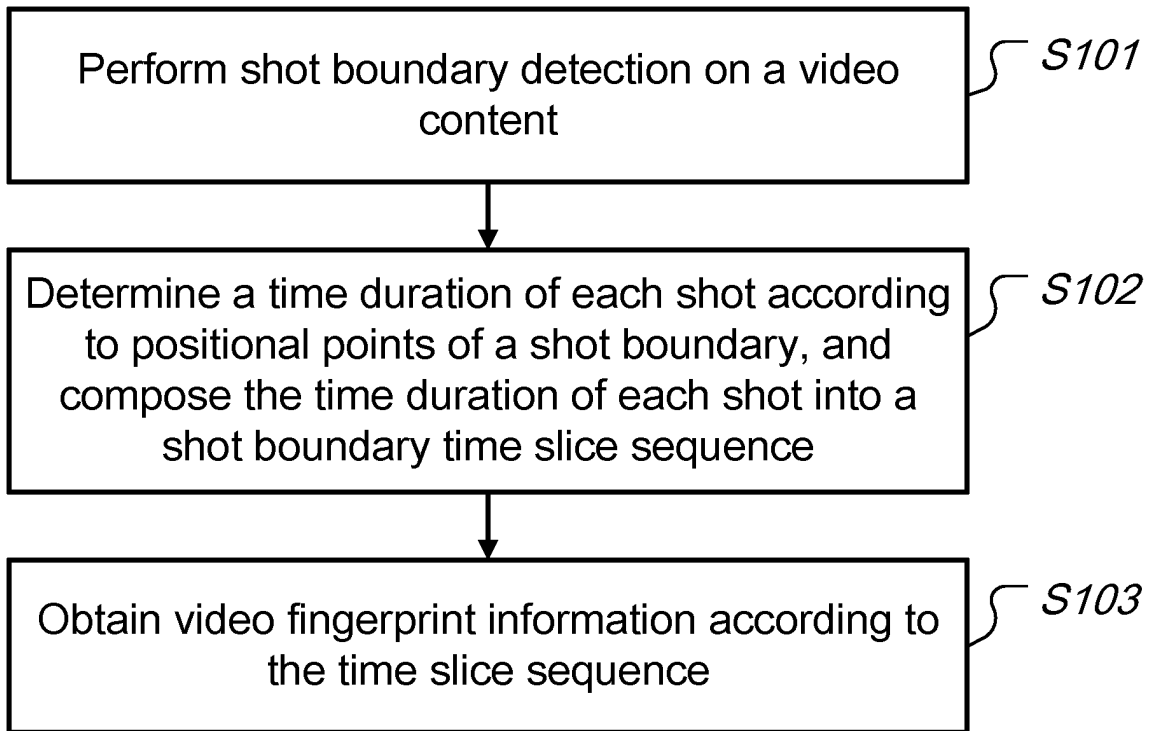 Perform shot boundary detection on a video
content
S101
Determine a time duration of each shot according
to positional points of a shot boundary, and
compose the time duration of each shot into a
shot boundary time slice sequence
S102
Obtain video fingerprint information according to
the time slice sequence
S103